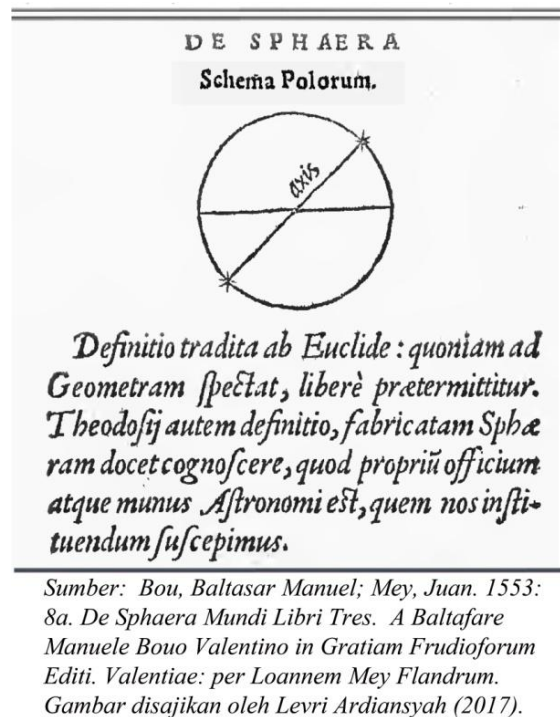 DE SPHAERA
Schema Polorum.
axis
Definitio tradita ab Euclide : quoniam ad
Geometram ſpectat, liberè prætermittitur.
Theodoſij autem definitio, fabricatam Sphæ
ram docet cognoſcere, quod propriũ officium
atque munus Aſtronomi eſt, quem nos inſti-
tuendum ſuſcepimus.
Sumber: Bou, Baltasar Manuel; Mey, Juan. 1553:
8a. De Sphaera Mundi Libri Tres. A Baltafare
Manuele Bouo Valentino in Gratiam Frudioforum
Editi. Valentiae: per Loannem Mey Flandrum.
Gambar disajikan oleh Levri Ardiansyah (2017).